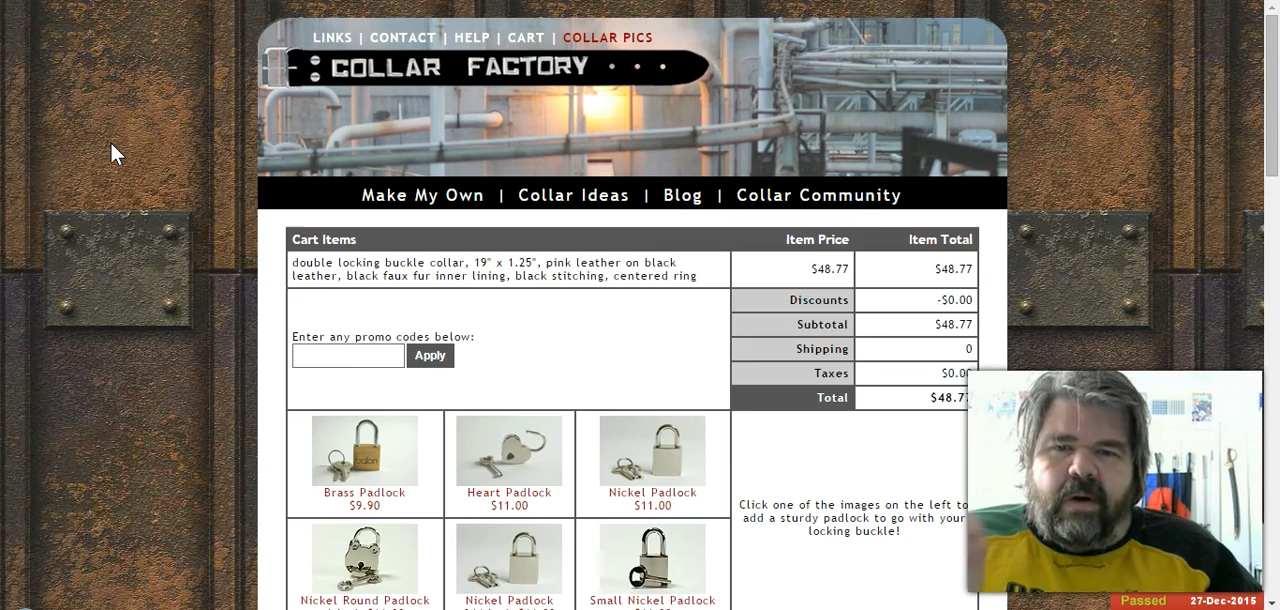 LINKS | CONTACT | HELP | CART | COLLAR PICS
COLLAR FACTORY
Make My Own | Collar Ideas | Blog | Collar Community
Cart Items Item Price Item Total
double locking buckle collar, 19" x 1.25", pink leather on black $48.77 $48.77
leather, black faux fur inner lining, black stitching, centered ring
Discounts -$0.00
Subtotal $48.77
Enter any promo codes below:
Apply
Shipping 0
Taxes $0.00
Total $48.77
Brass Padlock Heart Padlock Nickel Padlock
$9.90 $11.00 $11.00
Click one of the images on the left to
add a sturdy padlock to go with your
locking buckle!
Nickel Round Padlock Nickel Padlock Small Nickel Padlock
Passed 27-Dec-2015